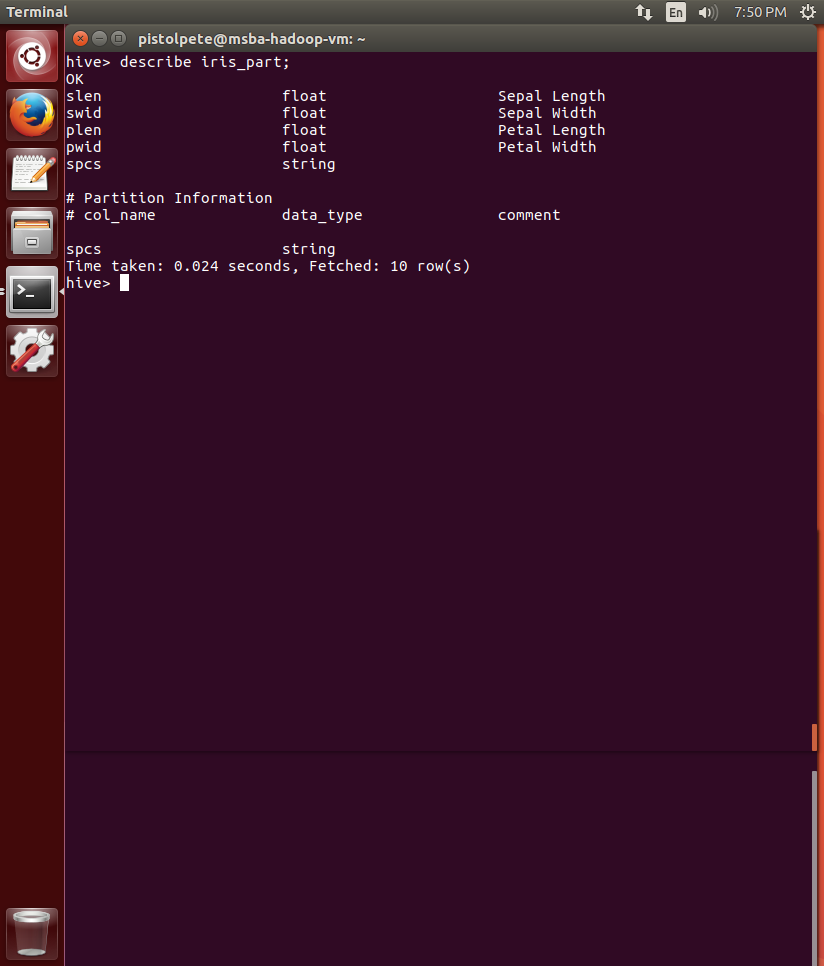 Terminal
En
7:50 PM
pistolpete@msba-hadoop-vm: ~
hive> describe iris_part;
OK
slen float Sepal Length
swid float Sepal Width
plen float Petal Length
pwid float Petal Width
spcs string
# Partition Information
# col_name data_type comment
spcs string
Time taken: 0.024 seconds, Fetched: 10 row(s)
hive>